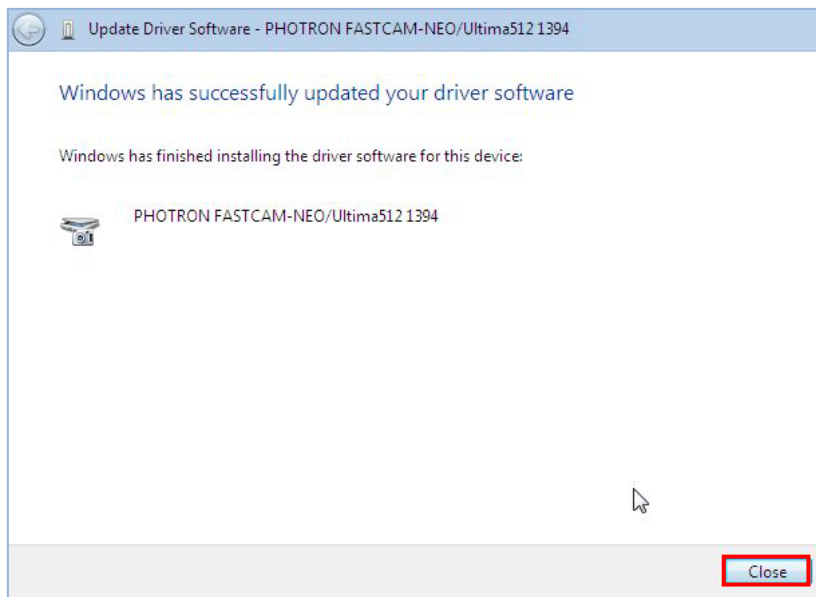 Update Driver Software - PHOTRON FASTCAM-NEO/Ultima512 1394
Windows has successfully updated your driver software
Windows has finished installing the driver software for this device:
PHOTRON FASTCAM-NEO/Ultima512 1394
Close